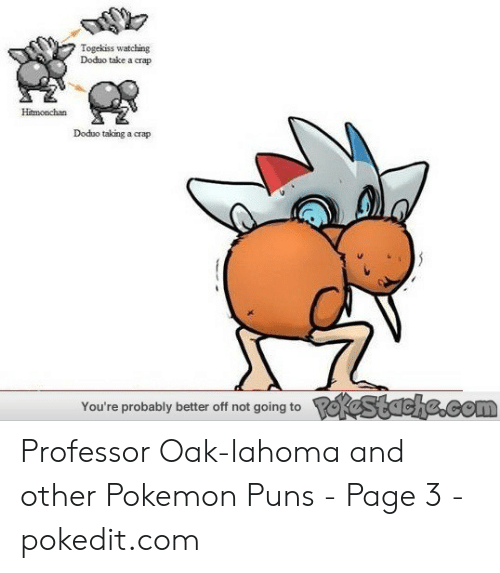 Togekiss watching
Doduo take a crap
Hitmonchan
Doduo taking a crap
You're probably better off not going to PokeStache.com
Professor Oak-lahoma and
other Pokemon Puns - Page 3 -
pokedit.com